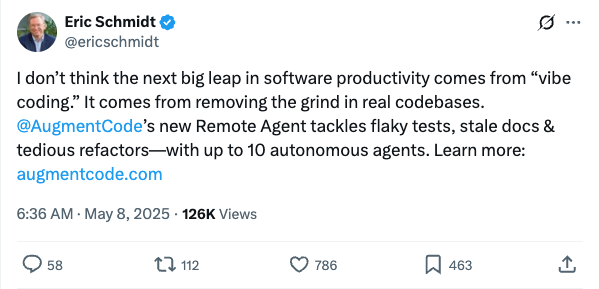 Eric Schmidt
@ericschmidt
I don’t think the next big leap in software productivity comes from “vibe
coding.” It comes from removing the grind in real codebases.
@AugmentCode’s new Remote Agent tackles flaky tests, stale docs &
tedious refactors—with up to 10 autonomous agents. Learn more:
augmentcode.com
6:36 AM · May 8, 2025 · 126K Views
58 112 786 463